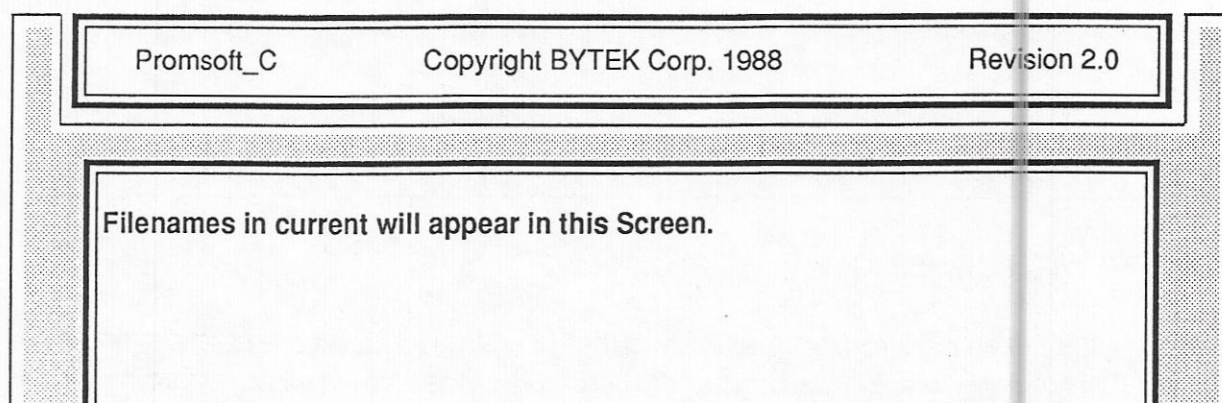 Promsoft_C Copyright BYTEK Corp. 1988 Revision 2.0
Filenames in current will appear in this Screen.